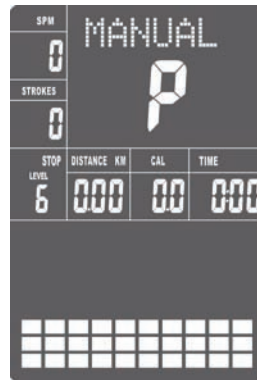 SPM
MANUAL
0
P
STROKES
0
STOP
DISTANCE KM
CAL
TIME
LEVEL
6
0.00
0.0
0:00